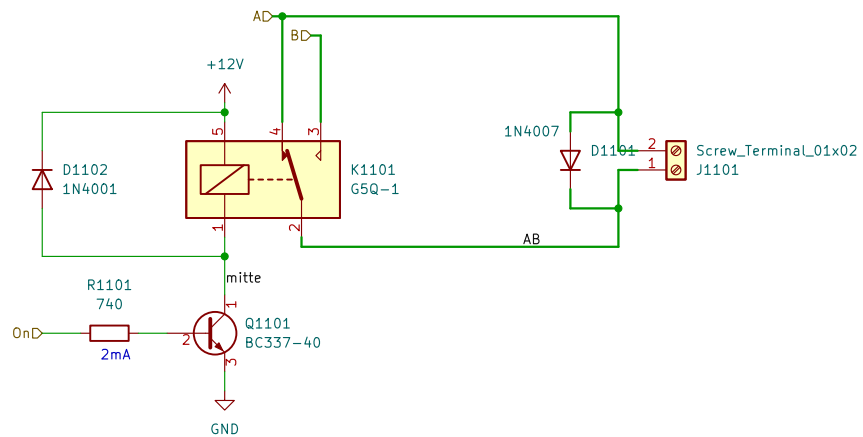 A
B
+12V
5
4
3
1N4007
D1101
2
Screw_Terminal_01x02
1
J1101
D1102
1N4001
K1101
G5Q-1
1
2
AB
mitte
R1101
740
1
On
2
Q1101
BC337-40
2mA
3
GND